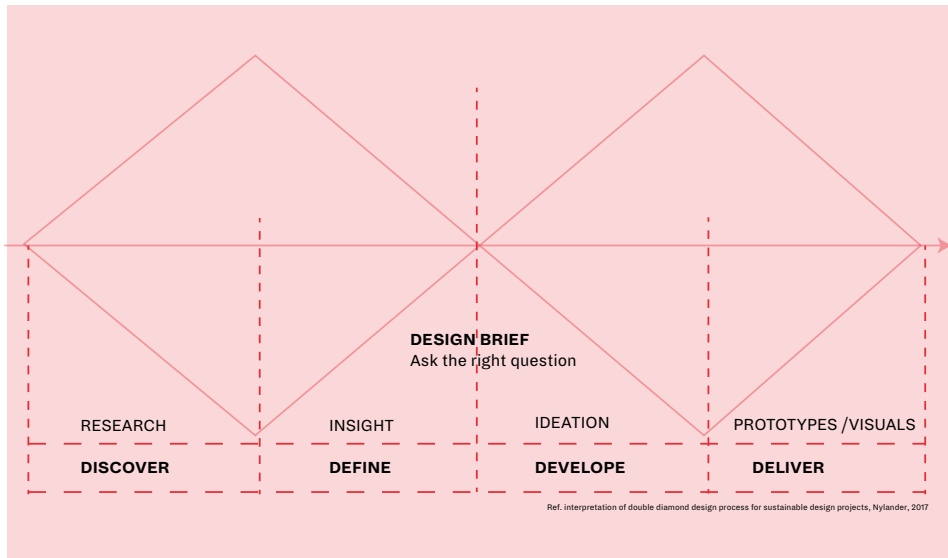 DESIGN BRIEF
Ask the right question
RESEARCH
INSIGHT
IDEATION
PROTOTYPES /VISUALS
DISCOVER
DEFINE
DEVELOPE
DELIVER
Ref. interpretation of double diamond design process for sustainable design projects, Nylander, 2017